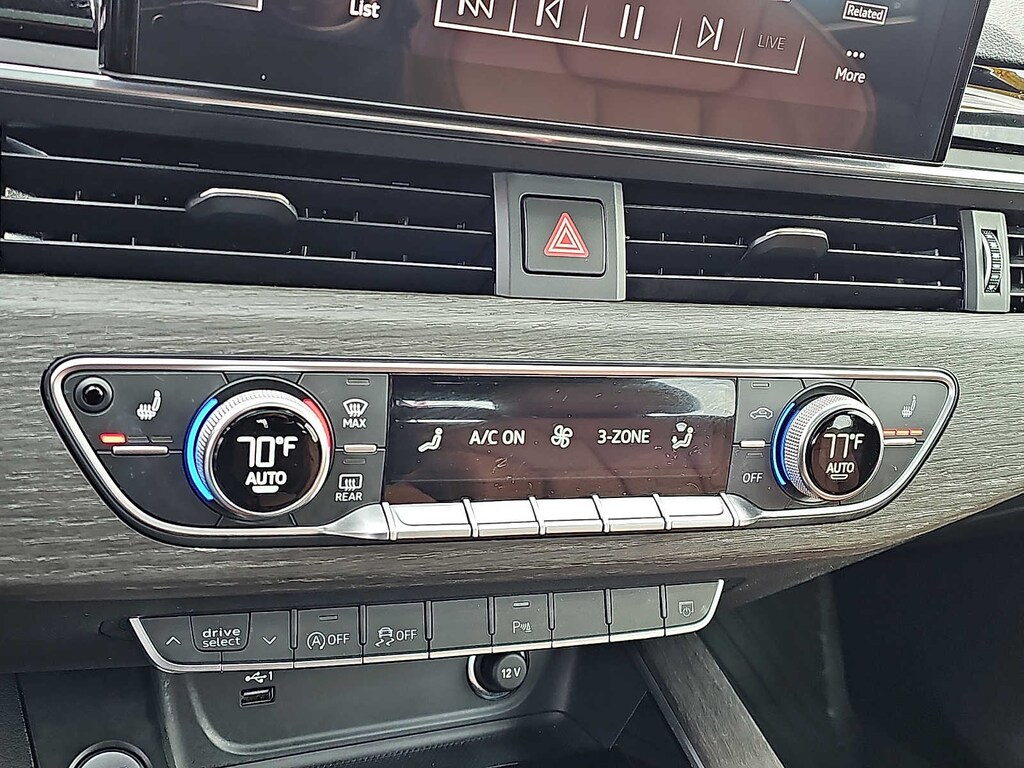 List
Related
LIVE
More
MAX
REAR
70°F
AUTO
A/C ON
3-ZONE
OFF
77°F
AUTO
drive
select
A OFF
OFF
P
1
12 V